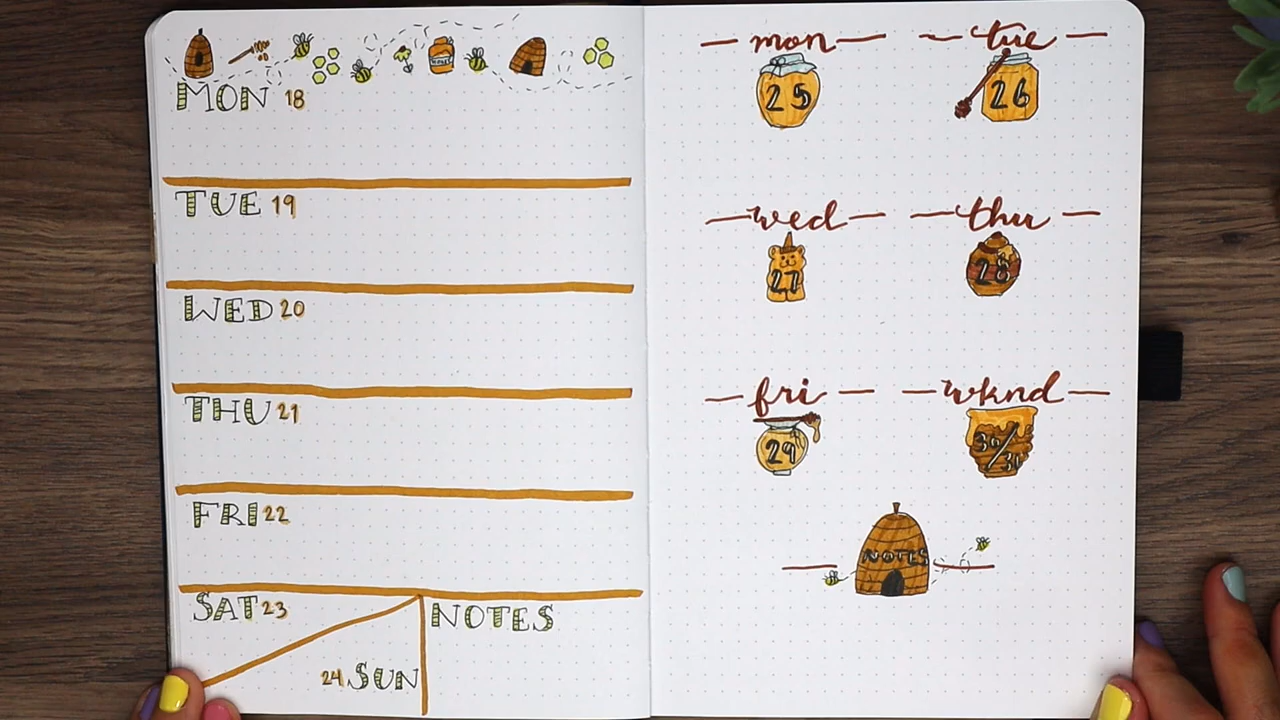 MON 18
TUE 19
WED 20
THU 21
FRI 22
SAT 23
24 SUN
NOTES
mon tue
25 26
wed thu
27 28
fri wknd
29 30/31
NOTES